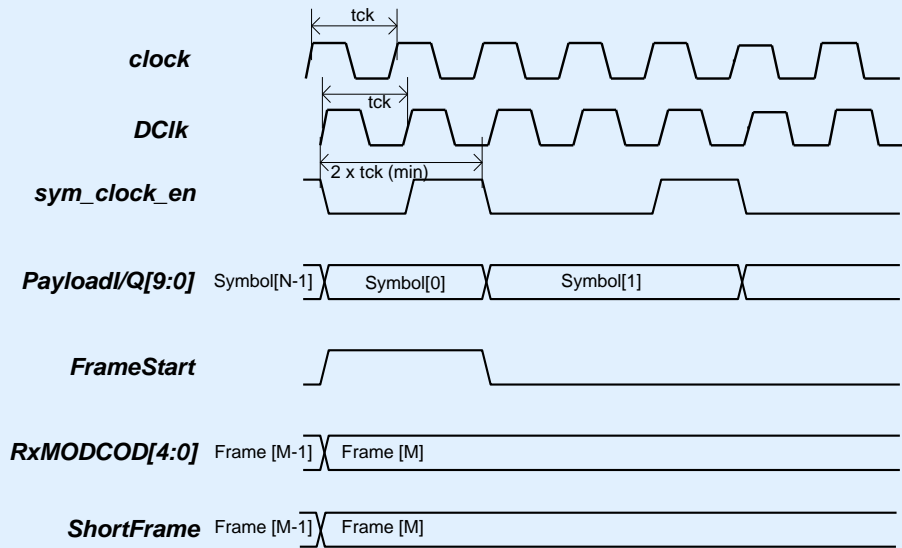 tck
clock
tck
DClk
2 x tck (min)
sym_clock_en
PayloadI/Q[9:0] Symbol[N-1] Symbol[0] Symbol[1]
FrameStart
RxMODCOD[4:0] Frame [M-1] Frame [M]
ShortFrame Frame [M-1] Frame [M]